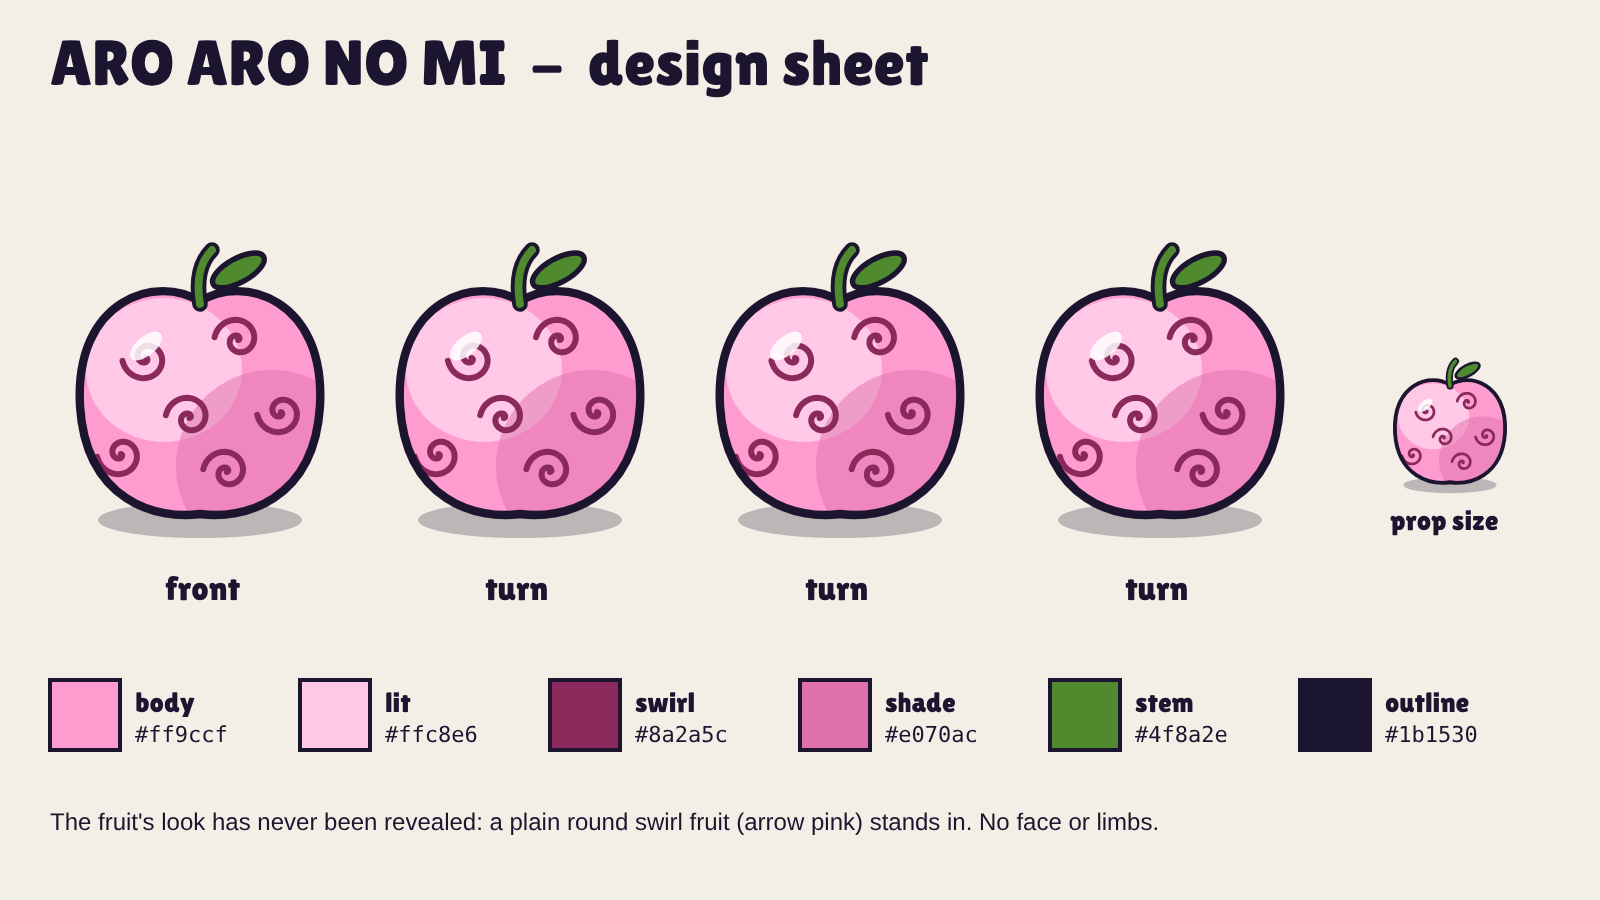 ARO ARO NO MI – design sheet
front
turn
turn
turn
prop size
body
#ff9ccf
lit
#ffc8e6
swirl
#8a2a5c
shade
#e070ac
stem
#4f8a2e
outline
#1b1530
The fruit's look has never been revealed: a plain round swirl fruit (arrow pink) stands in. No face or limbs.